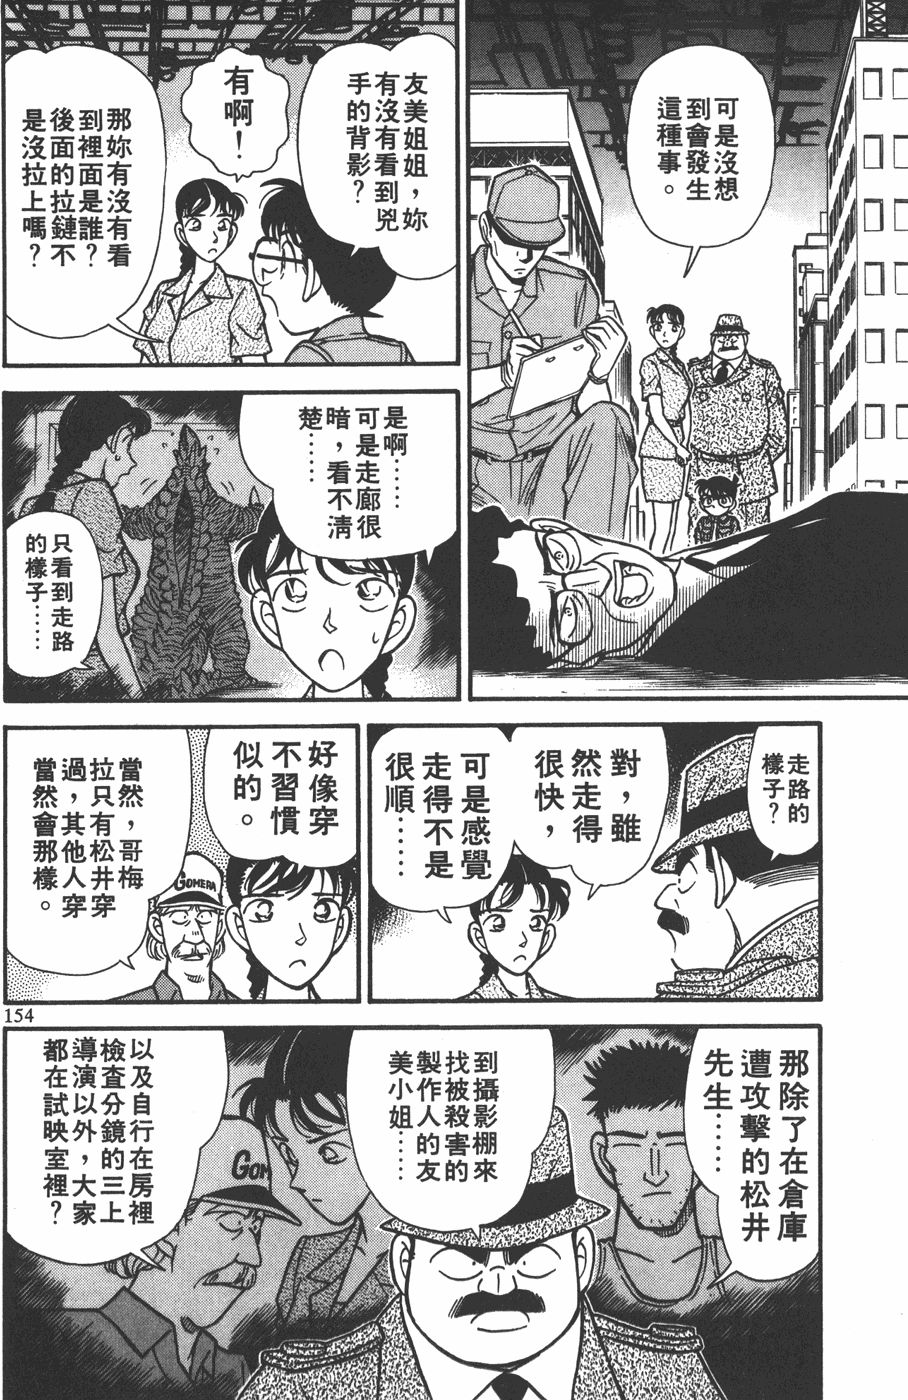 可是沒想
到會發生
這種事。
友美姐姐，妳
有沒有看到兇
手的背影？
有啊！
那妳有沒有看
到裡面是誰？
後面的拉鏈不
是沒拉上嗎？
是啊……
可是走廊很
暗，看不清
楚……
只看到走路
的樣子……
走路的
樣子？
對，雖
然走得
很快，
可是感覺
走得不是
很順……
好像穿
不習慣
似的。
GOMERA
當然，哥梅
拉只有松井穿
過，其他人穿
當然會那樣。
154
那除了在倉庫
遭攻擊的松井
先生……
到攝影棚來
找被殺害的
製作人的友
美小姐……
GOM
以及自行在房裡
檢查分鏡的三上
導演以外，大家
都在試映室裡？